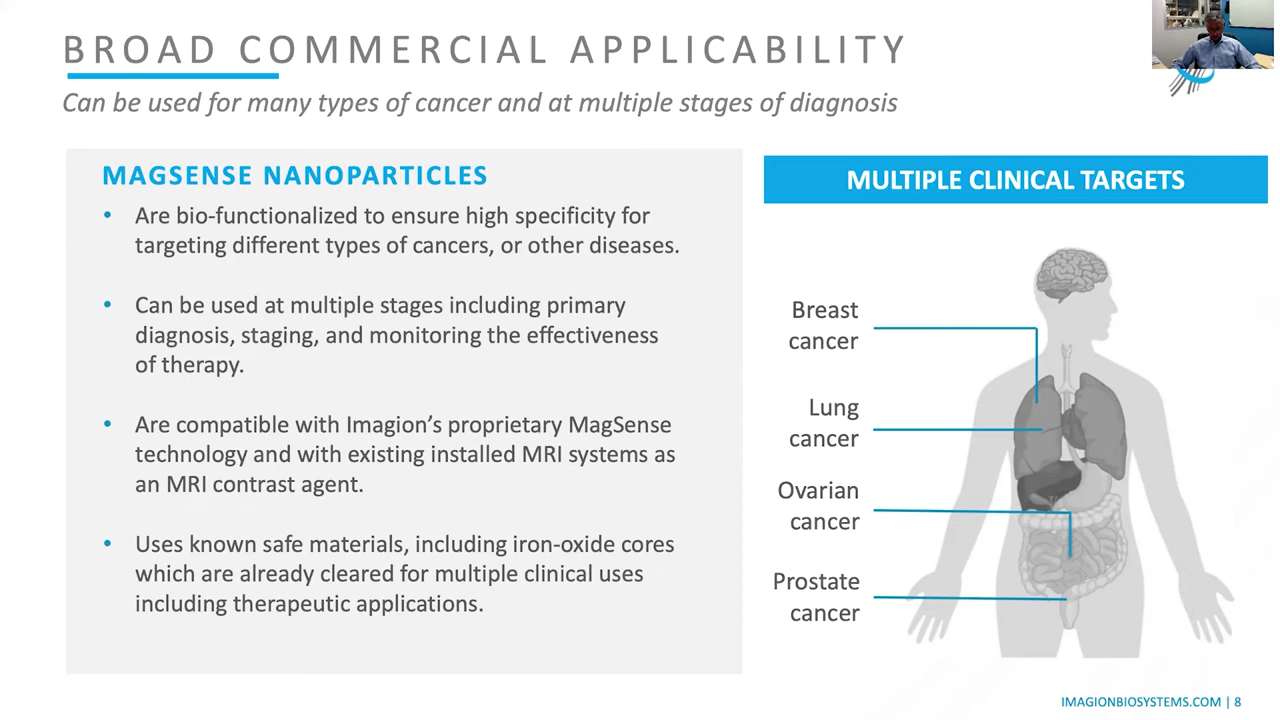 BROAD COMMERCIAL APPLICABILITY
Can be used for many types of cancer and at multiple stages of diagnosis
MAGSENSE NANOPARTICLES
• Are bio-functionalized to ensure high specificity for
targeting different types of cancers, or other diseases.
• Can be used at multiple stages including primary
diagnosis, staging, and monitoring the effectiveness
of therapy.
• Are compatible with Imagion’s proprietary MagSense
technology and with existing installed MRI systems as
an MRI contrast agent.
• Uses known safe materials, including iron-oxide cores
which are already cleared for multiple clinical uses
including therapeutic applications.
MULTIPLE CLINICAL TARGETS
Breast
cancer
Lung
cancer
Ovarian
cancer
Prostate
cancer
IMAGIONBIOSYSTEMS.COM | 8